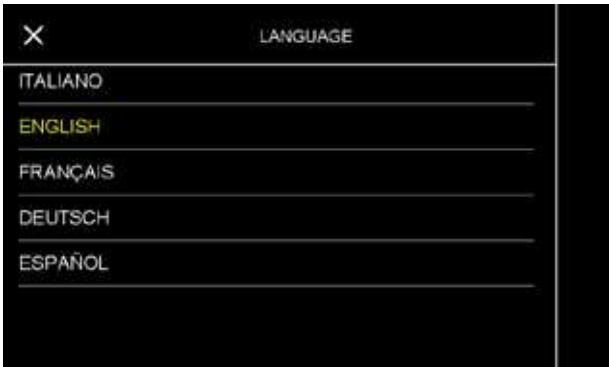 LANGUAGE
ITALIANO
ENGLISH
FRANÇAIS
DEUTSCH
ESPAÑOL